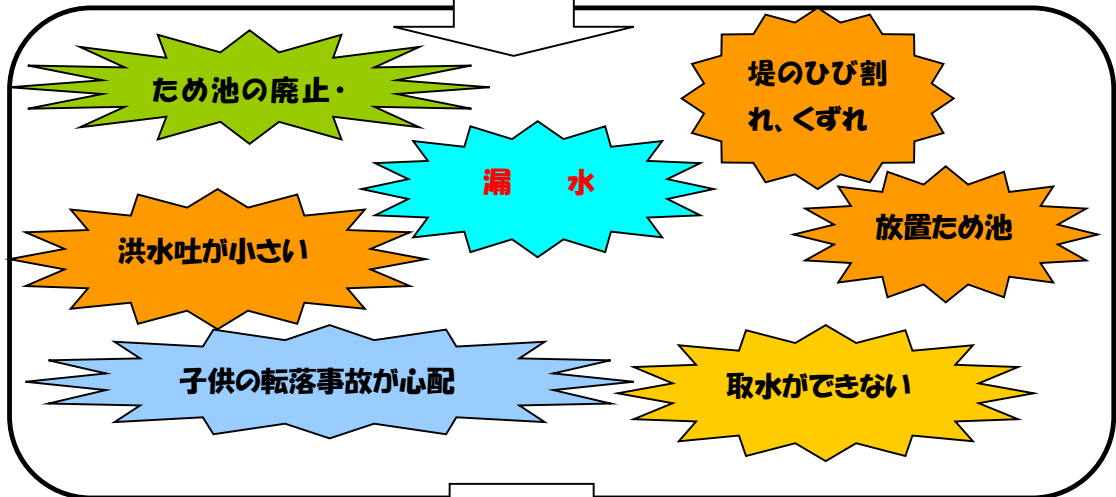 ため池の廃止・
堤のひび割
れ、くずれ
漏　　水
放置ため池
洪水吐が小さい
子供の転落事故が心配
取水ができない